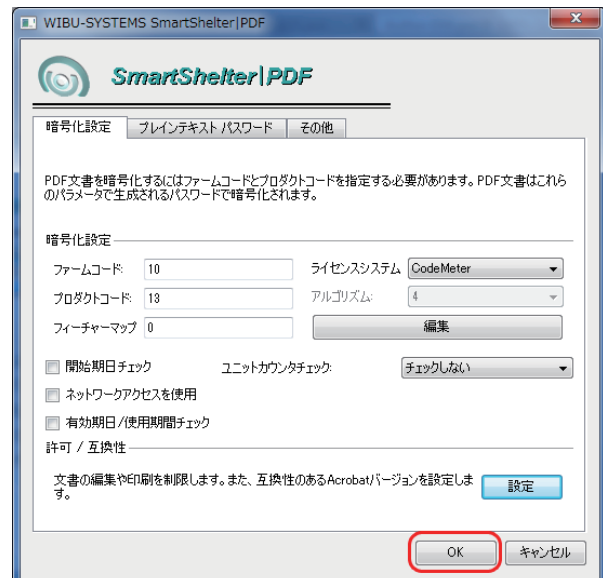 WIBU-SYSTEMS SmartShelter|PDF
SmartShelter|PDF
暗号化設定 プレインテキスト パスワード その他
PDF文書を暗号化するにはファームコードとプロダクトコードを指定する必要があります。PDF文書はこれら
のパラメータで生成されるパスワードで暗号化されます。
暗号化設定
ファームコード: 10 ライセンスシステム CodeMeter
プロダクトコード: 13 アルゴリズム: 4
フィーチャーマップ 0 編集
開始期日チェック ユニットカウンタチェック: チェックしない
ネットワークアクセスを使用
有効期日/使用期間チェック
許可 / 互換性
文書の編集や印刷を制限します。また、互換性のあるAcrobatバージョンを設定しま
す。
設定
OK キャンセル